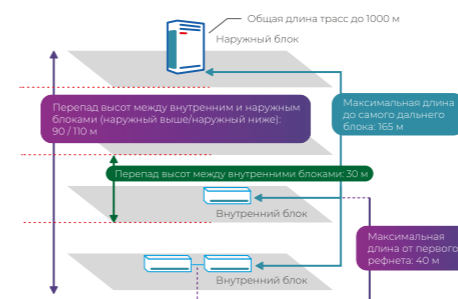 Общая длина трасс до 1000 м
Наружный блок
Перепад высот между внутренним и наружным
блоками (наружный выше/наружный ниже):
90 / 110 м
Максимальная длина
до самого дальнего
блока: 165 м
Перепад высот между внутренними блоками: 30 м
Внутренний блок
Максимальная
длина от первого
рефнета: 40 м
Внутренний блок